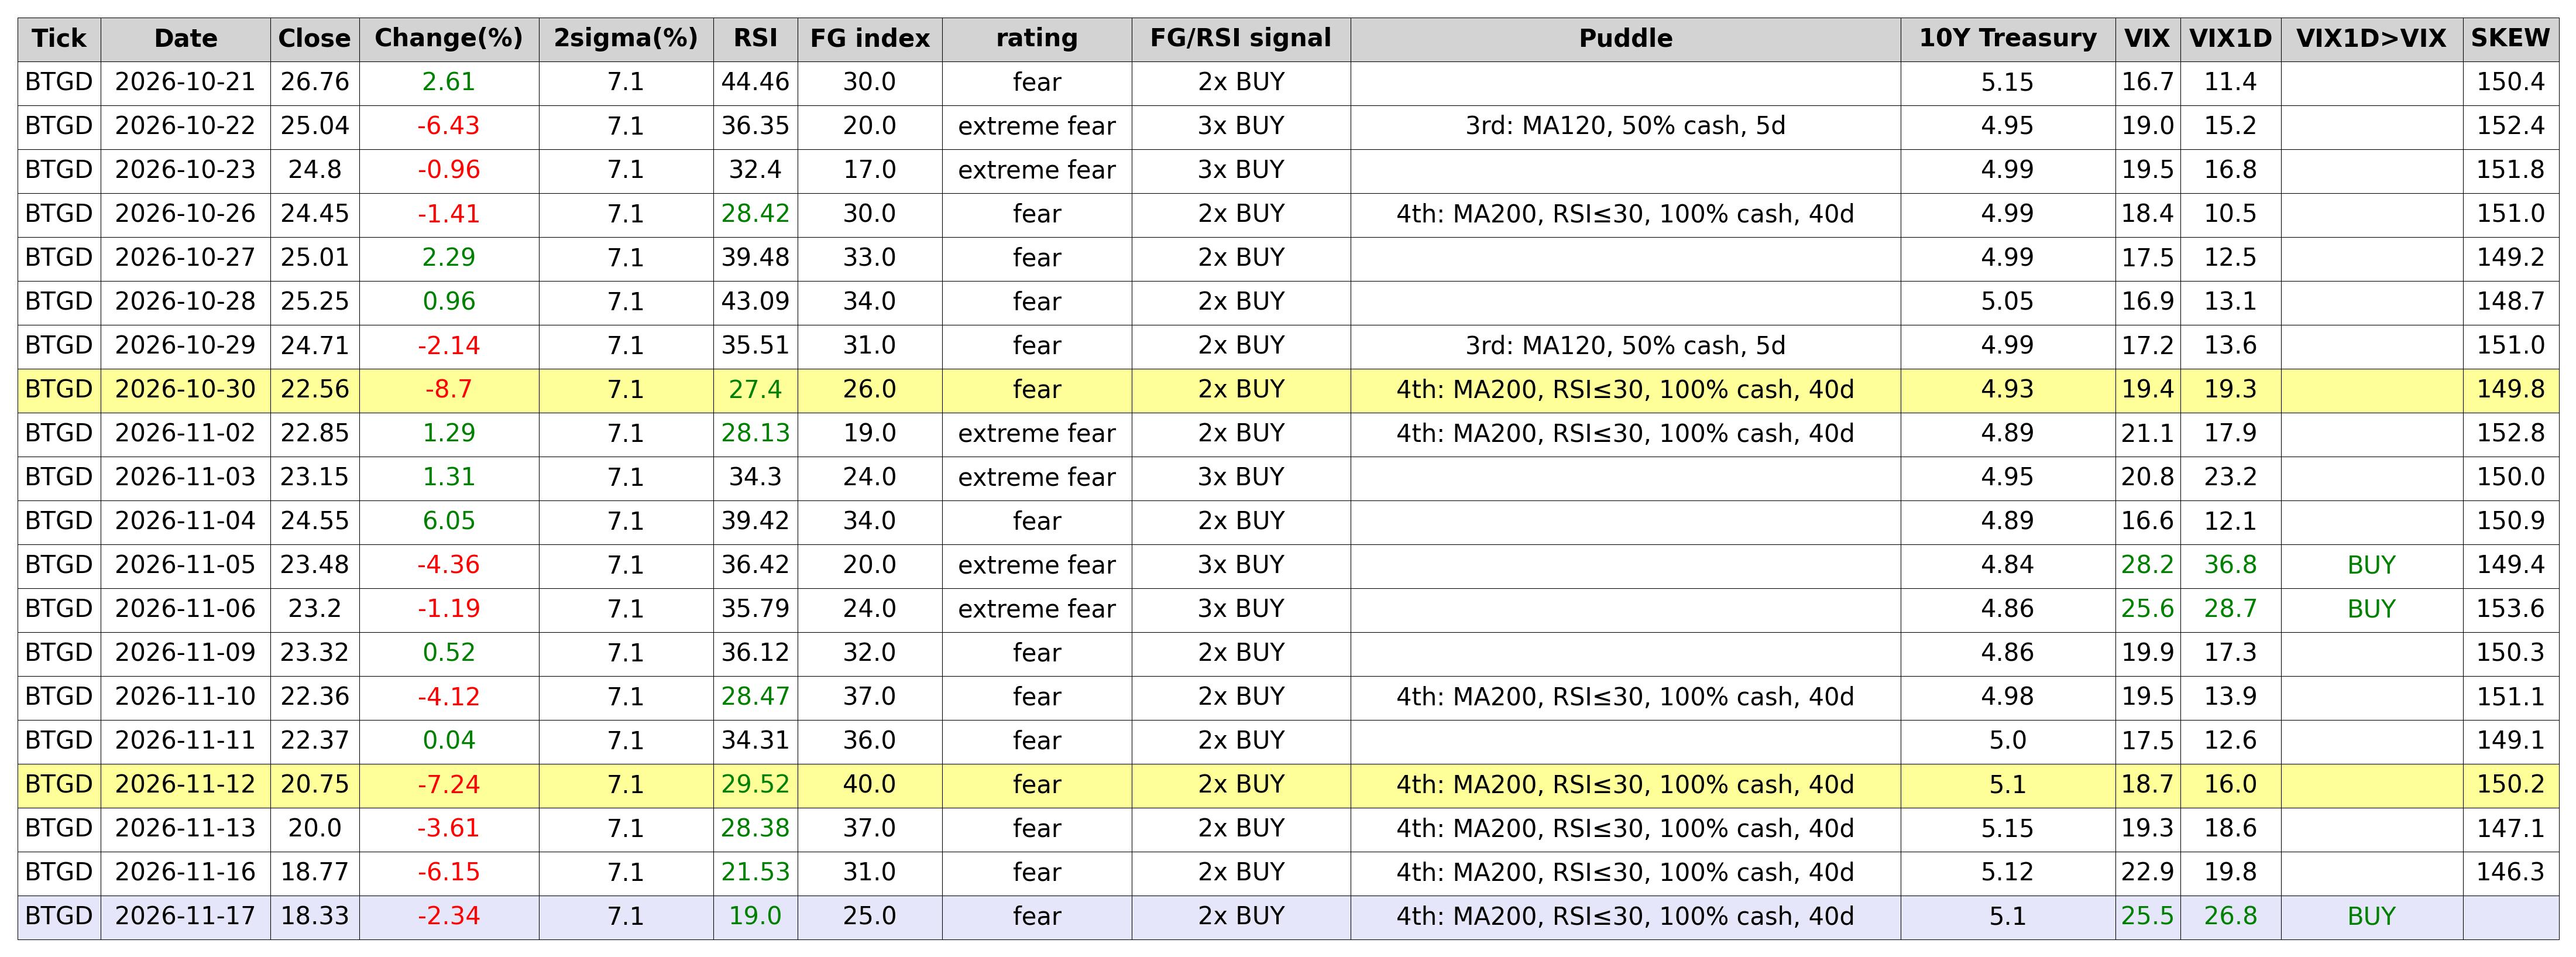 Tick Date Close Change(%) 2sigma(%) RSI FG index rating FG/RSI signal Puddle 10Y Treasury VIX VIX1D VIX1D>VIX SKEW
BTGD 2026-10-21 26.76 2.61 7.1 44.46 30.0 fear 2x BUY 5.15 16.7 11.4 150.4
BTGD 2026-10-22 25.04 -6.43 7.1 36.35 20.0 extreme fear 3x BUY 3rd: MA120, 50% cash, 5d 4.95 19.0 15.2 152.4
BTGD 2026-10-23 24.8 -0.96 7.1 32.4 17.0 extreme fear 3x BUY 4.99 19.5 16.8 151.8
BTGD 2026-10-26 24.45 -1.41 7.1 28.42 30.0 fear 2x BUY 4th: MA200, RSI≤30, 100% cash, 40d 4.99 18.4 10.5 151.0
BTGD 2026-10-27 25.01 2.29 7.1 39.48 33.0 fear 2x BUY 4.99 17.5 12.5 149.2
BTGD 2026-10-28 25.25 0.96 7.1 43.09 34.0 fear 2x BUY 5.05 16.9 13.1 148.7
BTGD 2026-10-29 24.71 -2.14 7.1 35.51 31.0 fear 2x BUY 3rd: MA120, 50% cash, 5d 4.99 17.2 13.6 151.0
BTGD 2026-10-30 22.56 -8.7 7.1 27.4 26.0 fear 2x BUY 4th: MA200, RSI≤30, 100% cash, 40d 4.93 19.4 19.3 149.8
BTGD 2026-11-02 22.85 1.29 7.1 28.13 19.0 extreme fear 2x BUY 4th: MA200, RSI≤30, 100% cash, 40d 4.89 21.1 17.9 152.8
BTGD 2026-11-03 23.15 1.31 7.1 34.3 24.0 extreme fear 3x BUY 4.95 20.8 23.2 150.0
BTGD 2026-11-04 24.55 6.05 7.1 39.42 34.0 fear 2x BUY 4.89 16.6 12.1 150.9
BTGD 2026-11-05 23.48 -4.36 7.1 36.42 20.0 extreme fear 3x BUY 4.84 28.2 36.8 BUY 149.4
BTGD 2026-11-06 23.2 -1.19 7.1 35.79 24.0 extreme fear 3x BUY 4.86 25.6 28.7 BUY 153.6
BTGD 2026-11-09 23.32 0.52 7.1 36.12 32.0 fear 2x BUY 4.86 19.9 17.3 150.3
BTGD 2026-11-10 22.36 -4.12 7.1 28.47 37.0 fear 2x BUY 4th: MA200, RSI≤30, 100% cash, 40d 4.98 19.5 13.9 151.1
BTGD 2026-11-11 22.37 0.04 7.1 34.31 36.0 fear 2x BUY 5.0 17.5 12.6 149.1
BTGD 2026-11-12 20.75 -7.24 7.1 29.52 40.0 fear 2x BUY 4th: MA200, RSI≤30, 100% cash, 40d 5.1 18.7 16.0 150.2
BTGD 2026-11-13 20.0 -3.61 7.1 28.38 37.0 fear 2x BUY 4th: MA200, RSI≤30, 100% cash, 40d 5.15 19.3 18.6 147.1
BTGD 2026-11-16 18.77 -6.15 7.1 21.53 31.0 fear 2x BUY 4th: MA200, RSI≤30, 100% cash, 40d 5.12 22.9 19.8 146.3
BTGD 2026-11-17 18.33 -2.34 7.1 19.0 25.0 fear 2x BUY 4th: MA200, RSI≤30, 100% cash, 40d 5.1 25.5 26.8 BUY